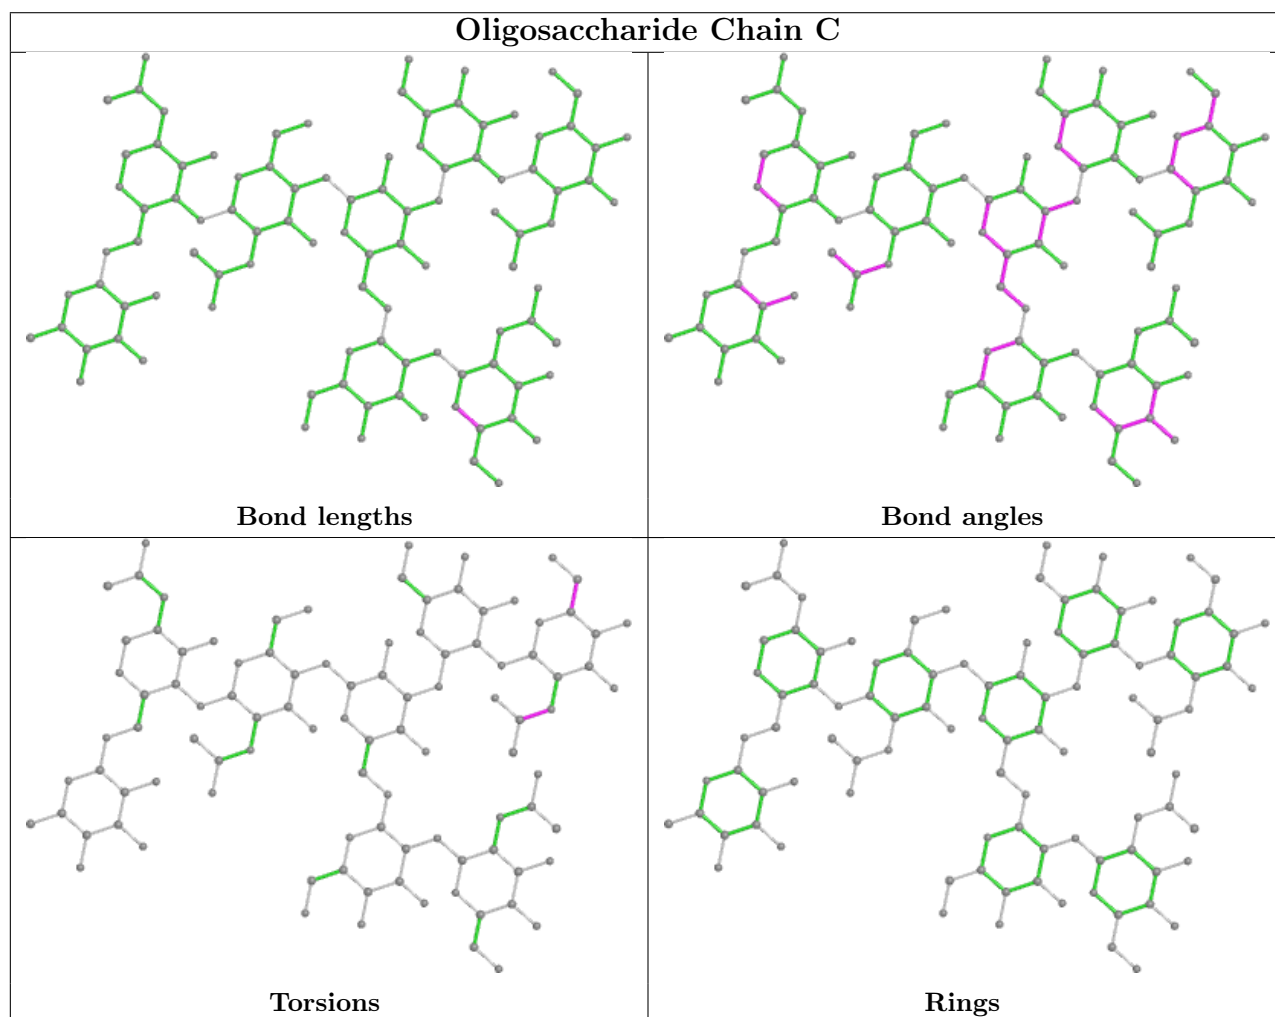 Oligosaccharide Chain C
Bond lengths
Bond angles
Torsions
Rings